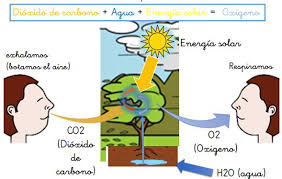 Dióxido de carbono + Agua + Energía solar = Oxígeno
Energía solar
exhalamos
(botamos el aire)
Respiramos
CO2
(Dióxido
de
carbono)
O2
(Oxigeno)
H2O (agua)